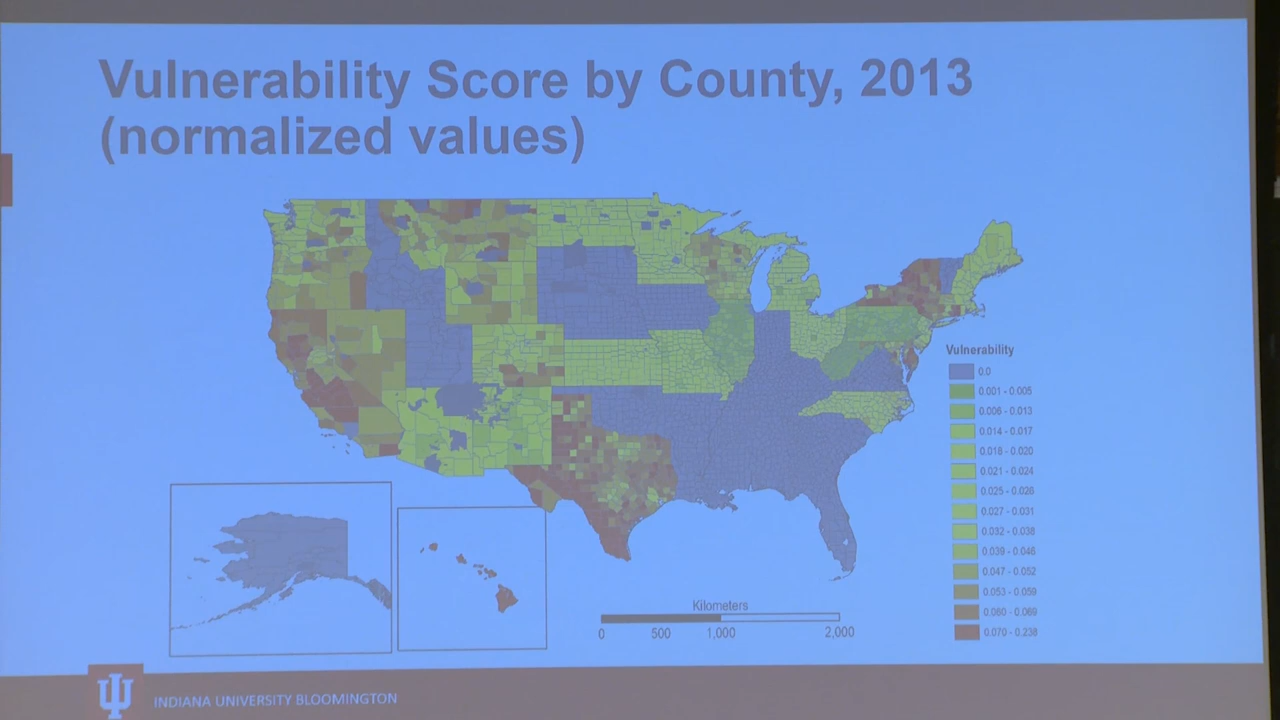 Vulnerability Score by County, 2013
(normalized values)
Vulnerability
0.0
0.001 - 0.005
0.006 - 0.013
0.014 - 0.017
0.018 - 0.020
0.021 - 0.024
0.025 - 0.026
0.027 - 0.031
0.032 - 0.038
0.039 - 0.046
0.047 - 0.052
0.053 - 0.059
0.060 - 0.069
0.070 - 0.238
Kilometers
0 500 1,000 2,000
INDIANA UNIVERSITY BLOOMINGTON